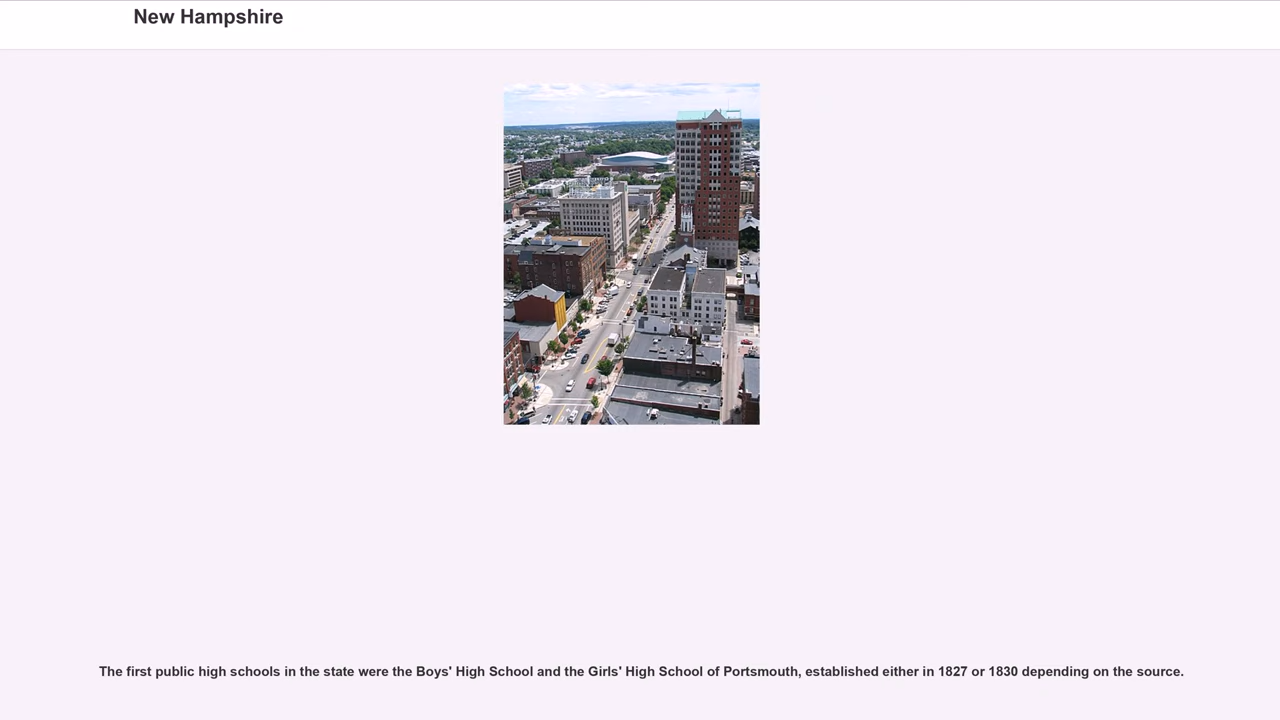 New Hampshire
The first public high schools in the state were the Boys' High School and the Girls' High School of Portsmouth, established either in 1827 or 1830 depending on the source.